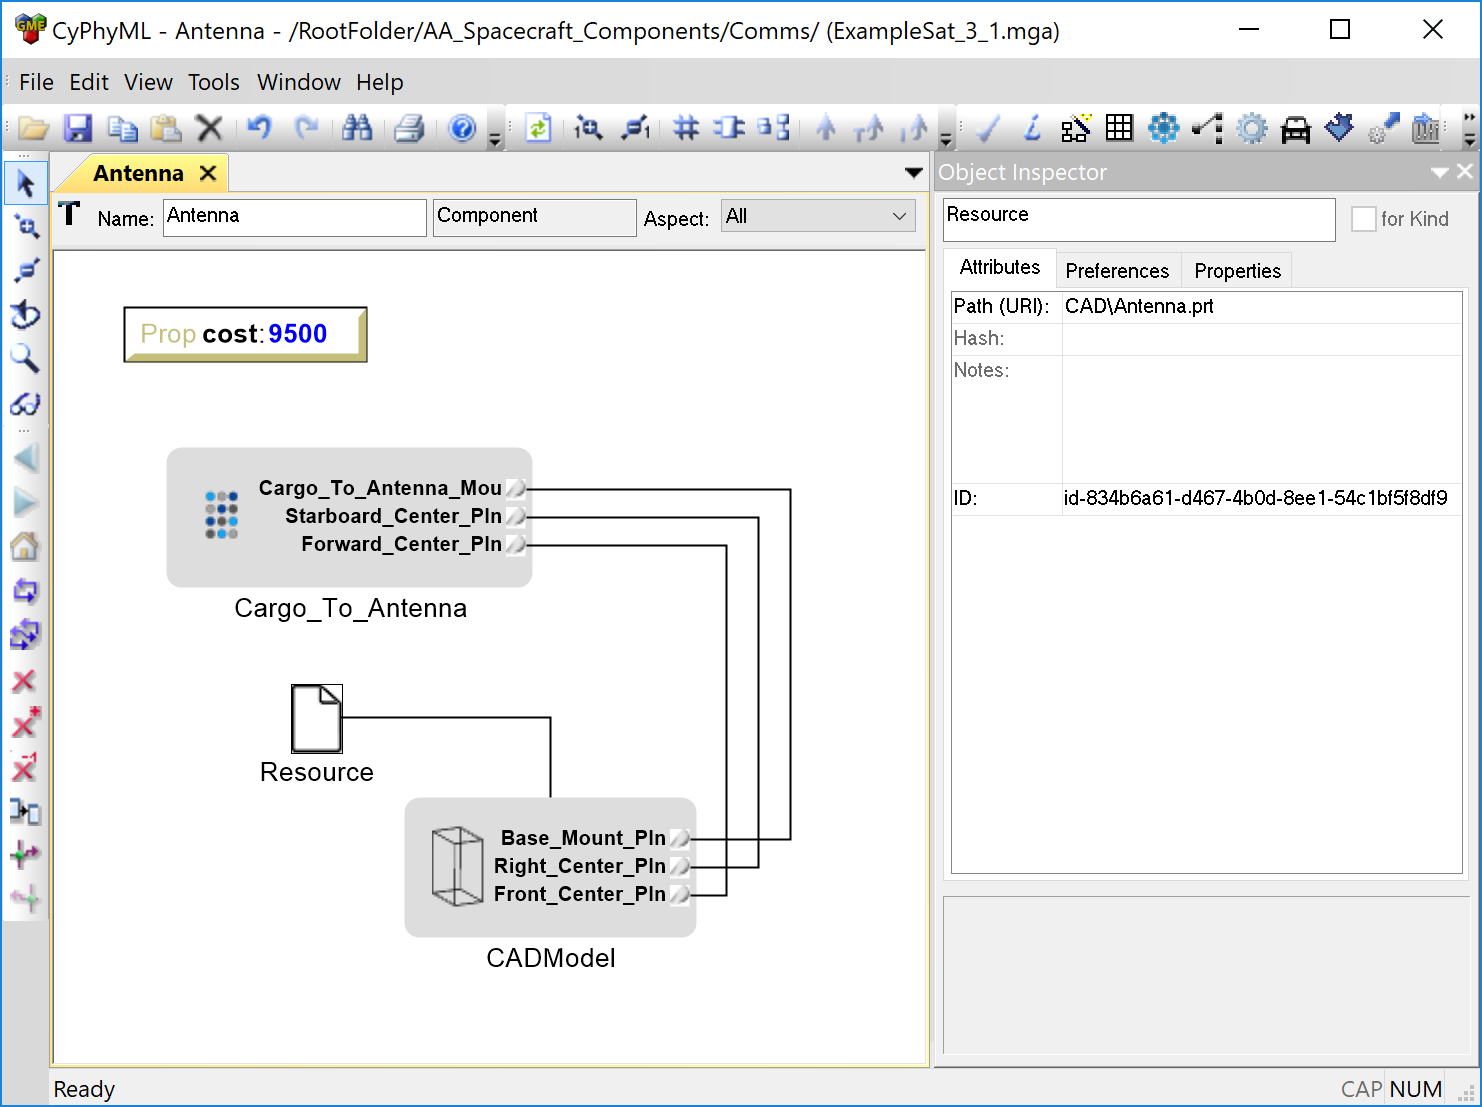 CyPhyML - Antenna - /RootFolder/AA_Spacecraft_Components/Comms/ (ExampleSat_3_1.mga)
File Edit View Tools Window Help
Antenna
Name: Antenna Component Aspect: All
Prop cost:9500
Cargo_To_Antenna_Mou
Starboard_Center_Pln
Forward_Center_Pln
Cargo_To_Antenna
Resource
Base_Mount_Pln
Right_Center_Pln
Front_Center_Pln
CADModel
Object Inspector
Resource for Kind
Attributes Preferences Properties
Path (URI): CAD\Antenna.prt
Hash:
Notes:
ID: id-834b6a61-d467-4b0d-8ee1-54c1bf5f8df9
Ready CAP NUM